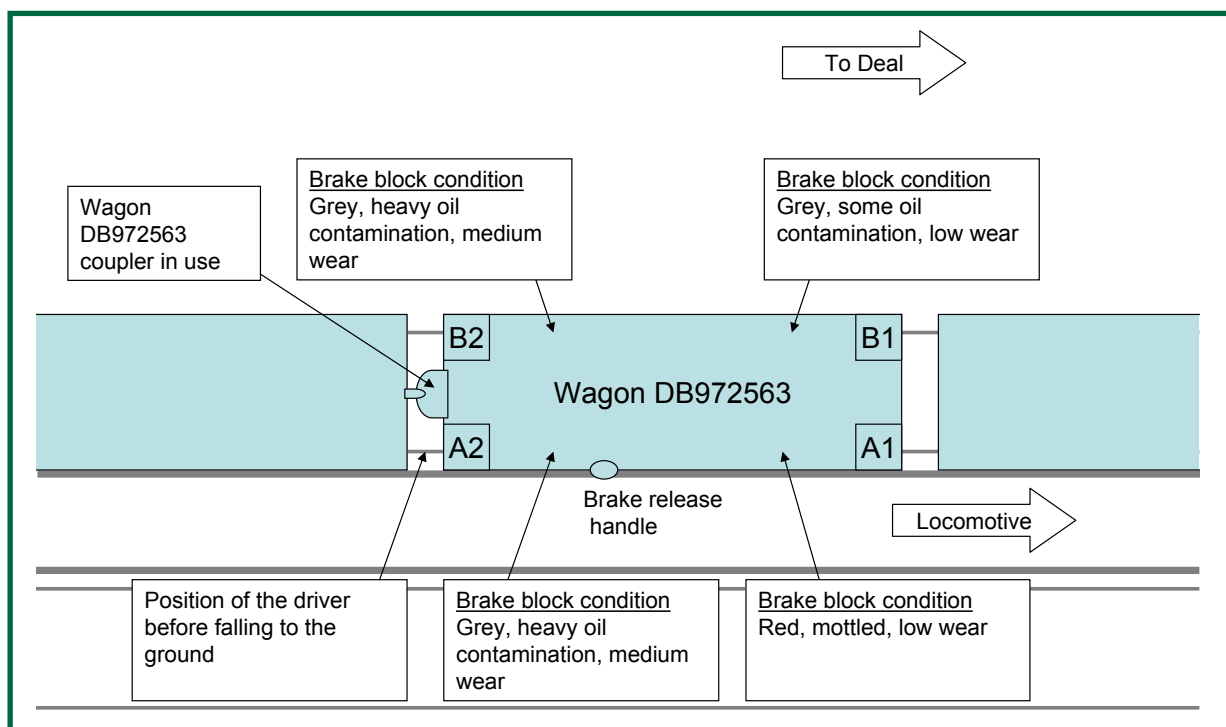 To Deal
Brake block condition
Grey, heavy oil
contamination, medium
wear
Brake block condition
Grey, some oil
contamination, low wear
Wagon
DB972563
coupler in use
B2
B1
Wagon DB972563
A2
A1
Brake release
handle
Locomotive
Position of the driver
before falling to the
ground
Brake block condition
Grey, heavy oil
contamination, medium
wear
Brake block condition
Red, mottled, low wear